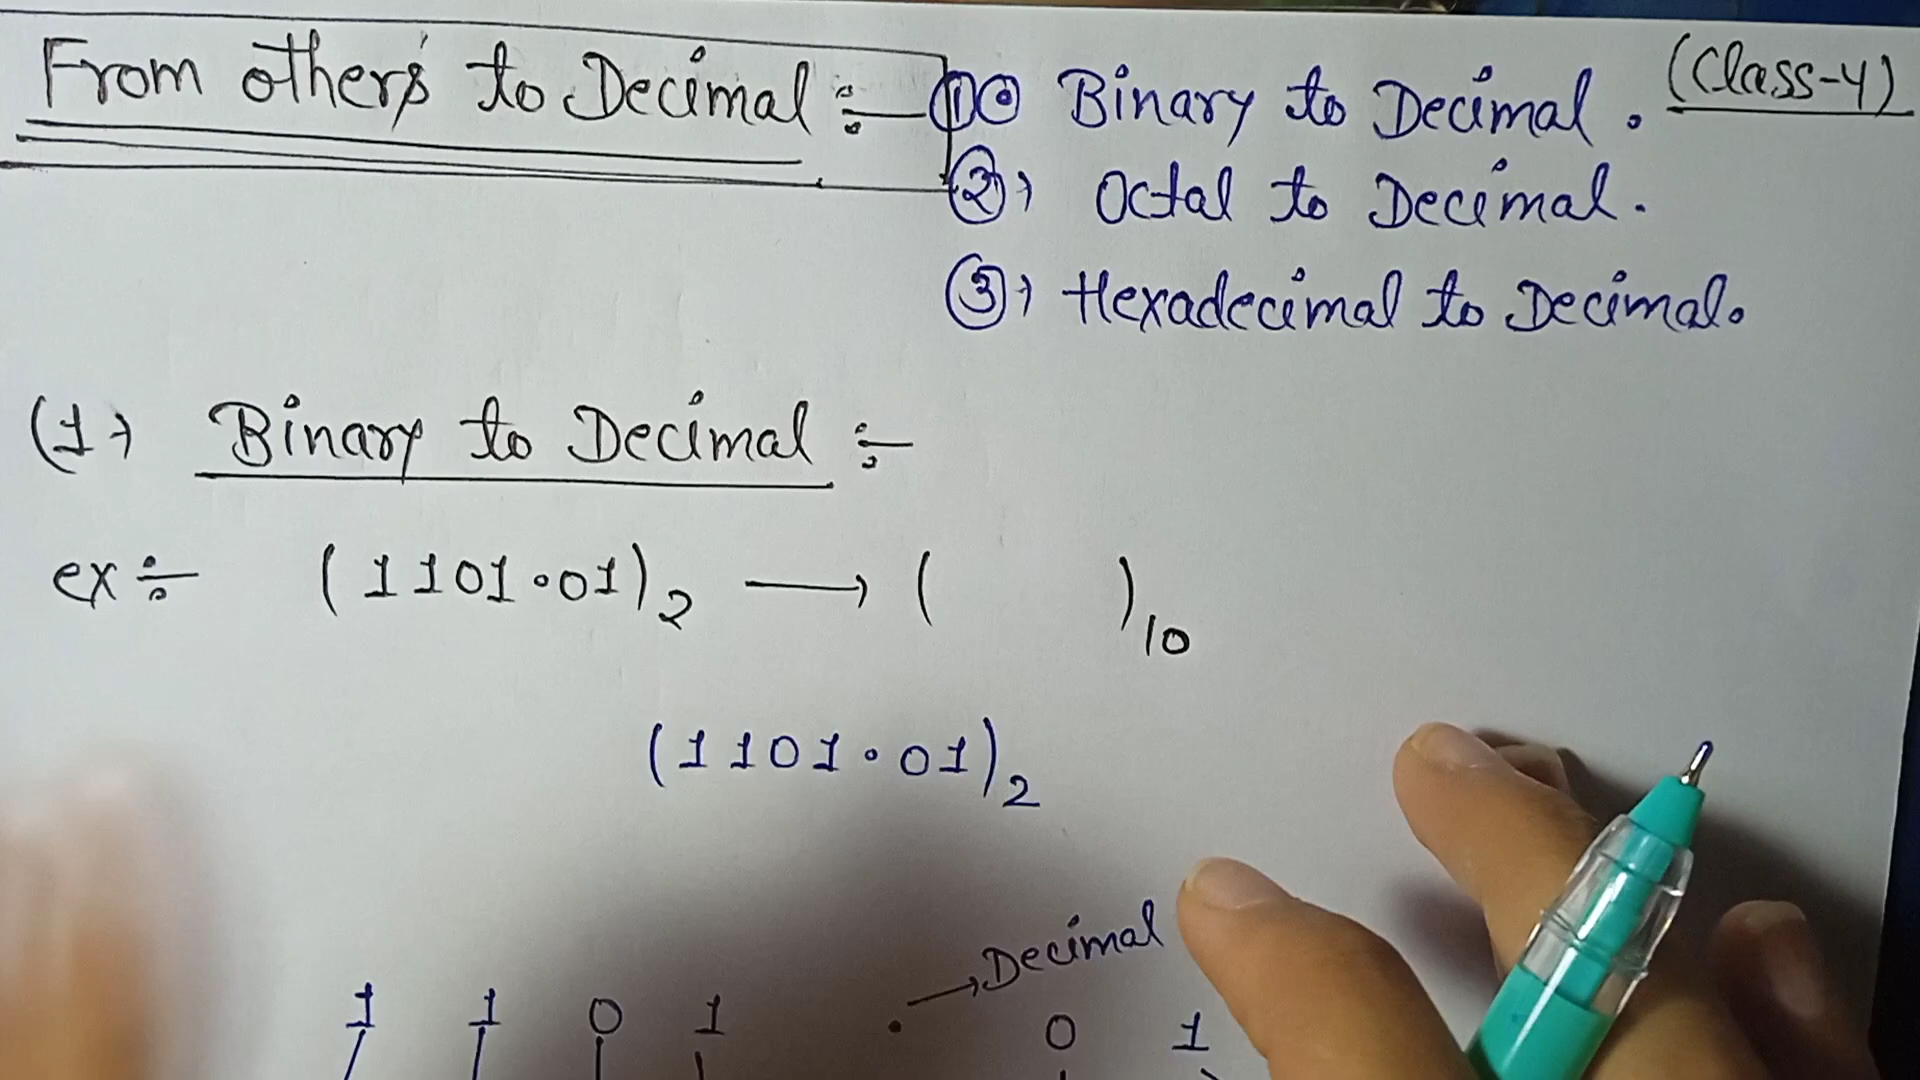 From others to Decimal :-
(Class-4)
① Binary to Decimal.
②) Octal to Decimal.
③) Hexadecimal to Decimal.
(1) Binary to Decimal :-
ex :- (1101.01)₂ → ( )₁₀
(1101.01)₂
→ Decimal
1 1 0 1 . 0 1